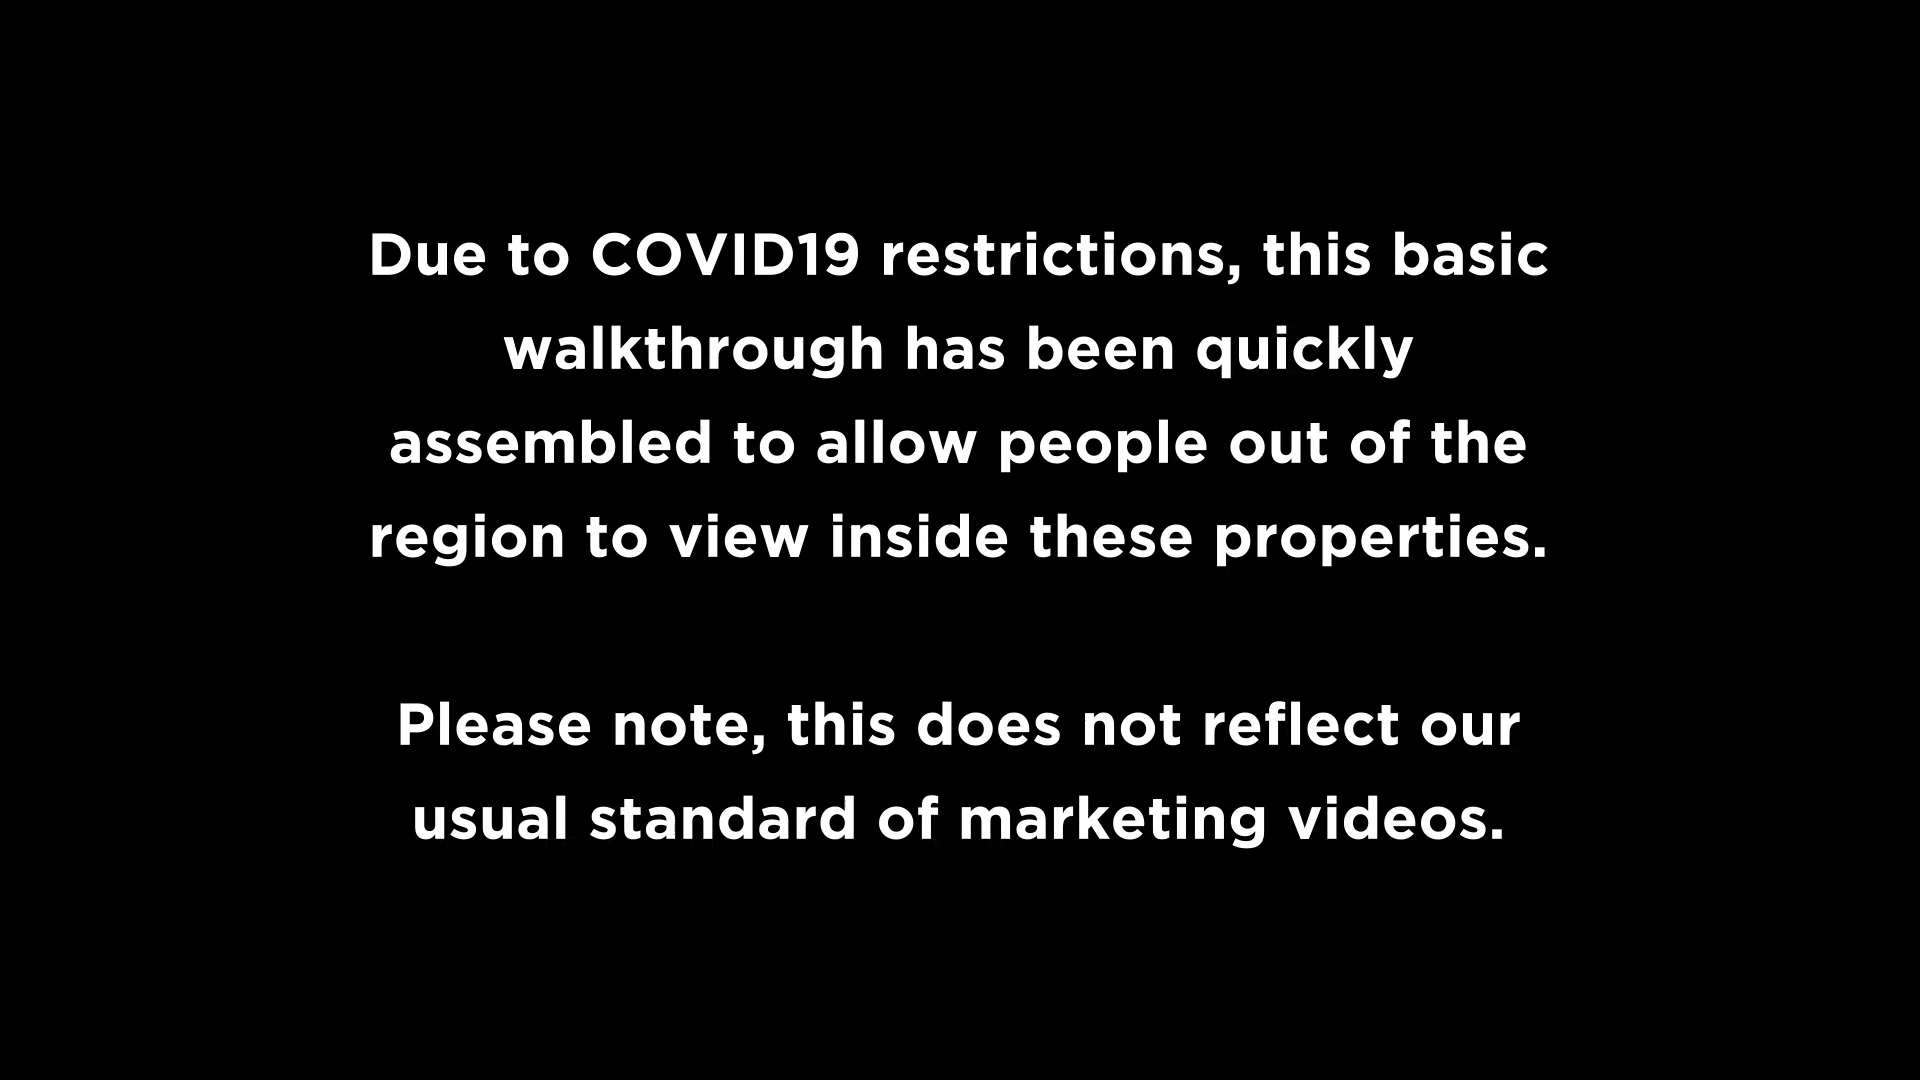 Due to COVID19 restrictions, this basic
walkthrough has been quickly
assembled to allow people out of the
region to view inside these properties.
Please note, this does not reflect our
usual standard of marketing videos.